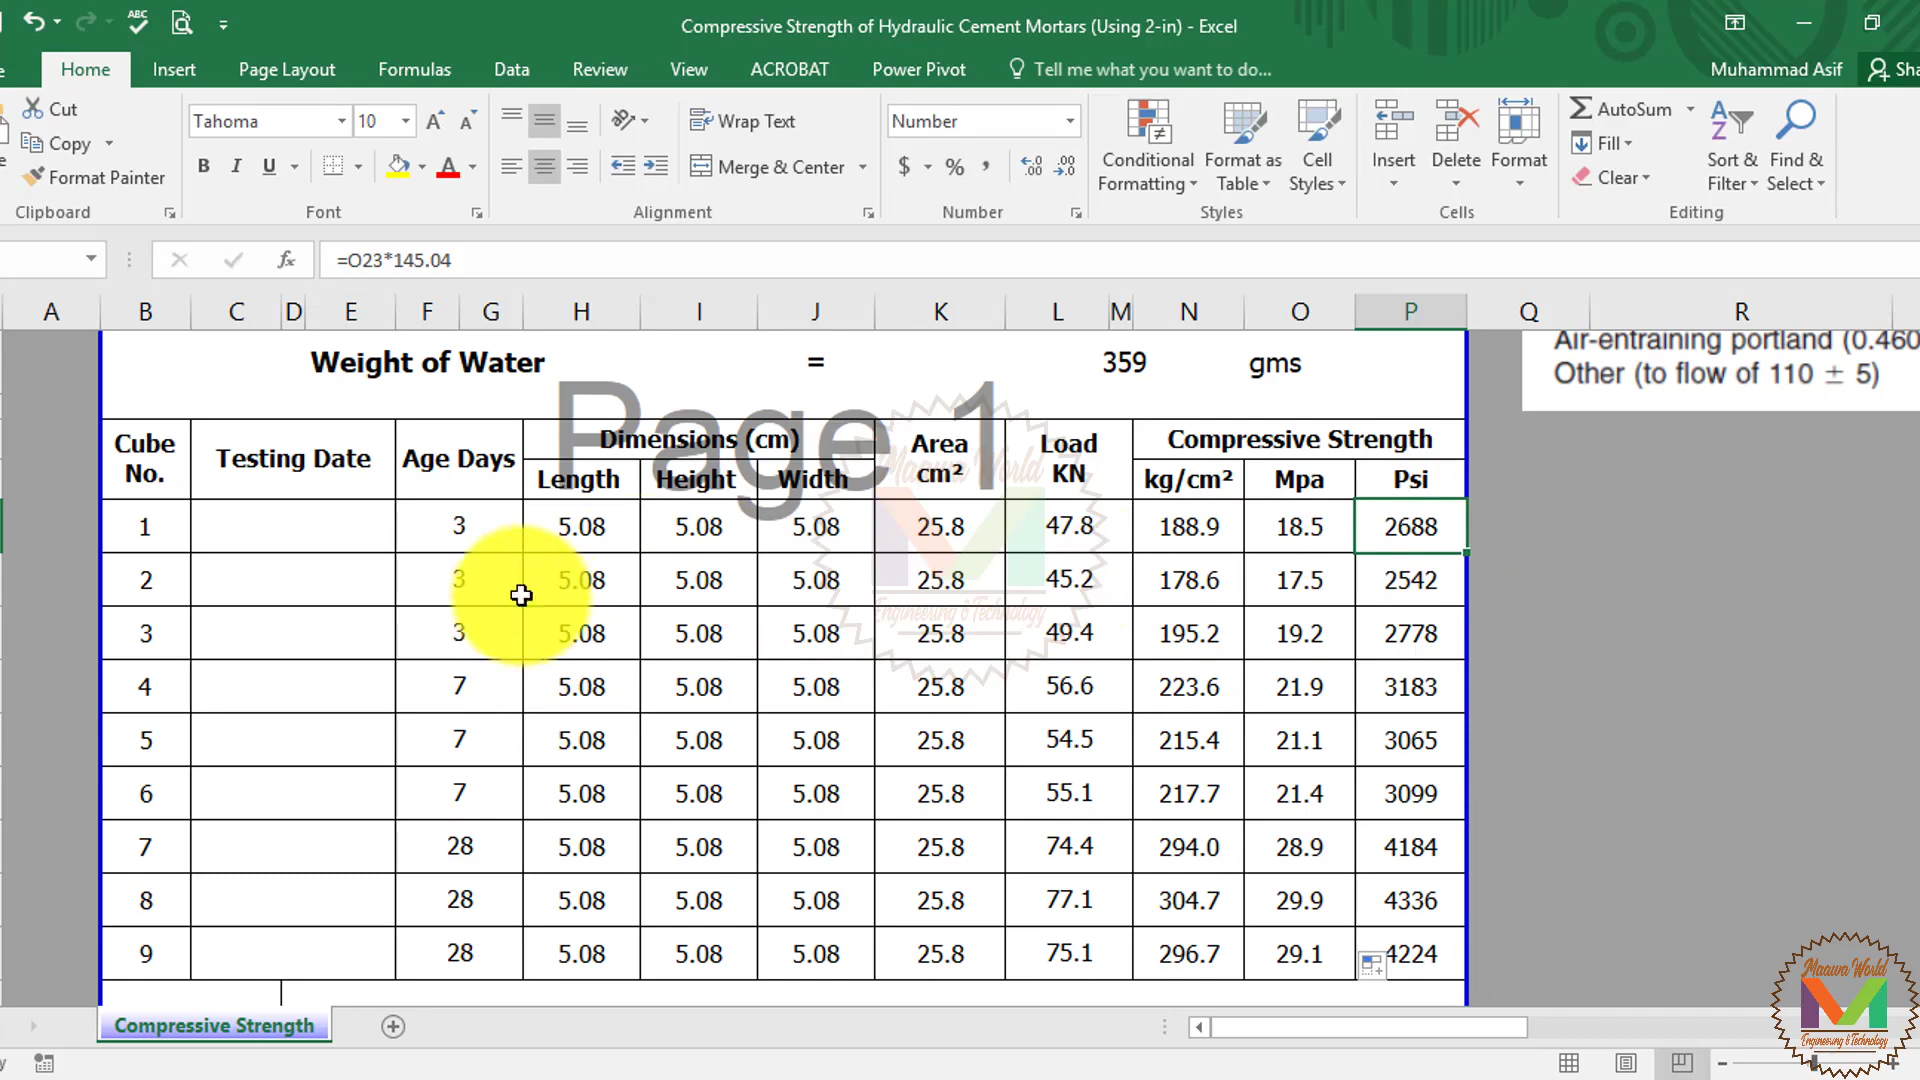 Compressive Strength of Hydraulic Cement Mortars (Using 2-in) - Excel
Home Insert Page Layout Formulas Data Review View ACROBAT Power Pivot Tell me what you want to do... Muhammad Asif
Cut
Copy
Format Painter
Clipboard
Tahoma 10
B I U
Font
Wrap Text
Merge & Center
Alignment
Number
$ % ,
Number
Conditional Formatting
Format as Table
Cell Styles
Styles
Insert
Delete
Format
Cells
AutoSum
Fill
Clear
Sort & Filter
Find & Select
Editing
fx =O23*145.04
A B C D E F G H I J K L M N O P Q R
Weight of Water = 359 gms
Air-entraining portland (0.460
Other (to flow of 110 ± 5)
Page 1
Cube No. Testing Date Age Days Dimensions (cm) Area cm² Load KN Compressive Strength
Length Height Width kg/cm² Mpa Psi
1 3 5.08 5.08 5.08 25.8 47.8 188.9 18.5 2688
2 3 5.08 5.08 5.08 25.8 45.2 178.6 17.5 2542
3 3 5.08 5.08 5.08 25.8 49.4 195.2 19.2 2778
4 7 5.08 5.08 5.08 25.8 56.6 223.6 21.9 3183
5 7 5.08 5.08 5.08 25.8 54.5 215.4 21.1 3065
6 7 5.08 5.08 5.08 25.8 55.1 217.7 21.4 3099
7 28 5.08 5.08 5.08 25.8 74.4 294.0 28.9 4184
8 28 5.08 5.08 5.08 25.8 77.1 304.7 29.9 4336
9 28 5.08 5.08 5.08 25.8 75.1 296.7 29.1 4224
Maawa World
Engineering & Technology
Compressive Strength
Maawa World
Engineering & Technology